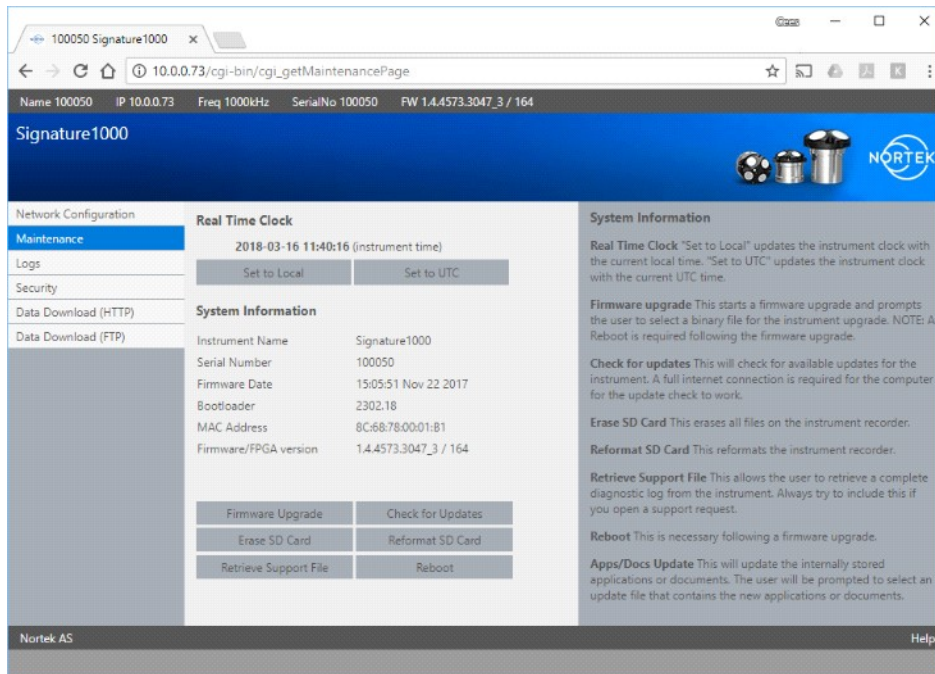 100050 Signature1000
10.0.0.73/cgi-bin/cgi_getMaintenancePage
Name 100050 IP 10.0.0.73 Freq 1000kHz SerialNo 100050 FW 1.4.4573.3047_3 / 164
Signature1000
NORTEK
Network Configuration
Maintenance
Logs
Security
Data Download (HTTP)
Data Download (FTP)
Real Time Clock
2018-03-16 11:40:16 (instrument time)
Set to Local Set to UTC
System Information
Instrument Name Signature1000
Serial Number 100050
Firmware Date 15:05:51 Nov 22 2017
Bootloader 2302.18
MAC Address 8C:68:78:00:01:B1
Firmware/FPGA version 1.4.4573.3047_3 / 164
Firmware Upgrade Check for Updates
Erase SD Card Reformat SD Card
Retrieve Support File Reboot
System Information
Real Time Clock "Set to Local" updates the instrument clock with
the current local time. "Set to UTC" updates the instrument clock
with the current UTC time.
Firmware upgrade This starts a firmware upgrade and prompts
the user to select a binary file for the instrument upgrade. NOTE: A
Reboot is required following the firmware upgrade.
Check for updates This will check for available updates for the
instrument. A full internet connection is required for the computer
for the update check to work.
Erase SD Card This erases all files on the instrument recorder.
Reformat SD Card This reformats the instrument recorder.
Retrieve Support File This allows the user to retrieve a complete
diagnostic log from the instrument. Always try to include this if
you open a support request.
Reboot This is necessary following a firmware upgrade.
Apps/Docs Update This will update the internally stored
applications or documents. The user will be prompted to select an
update file that contains the new applications or documents.
Nortek AS Help